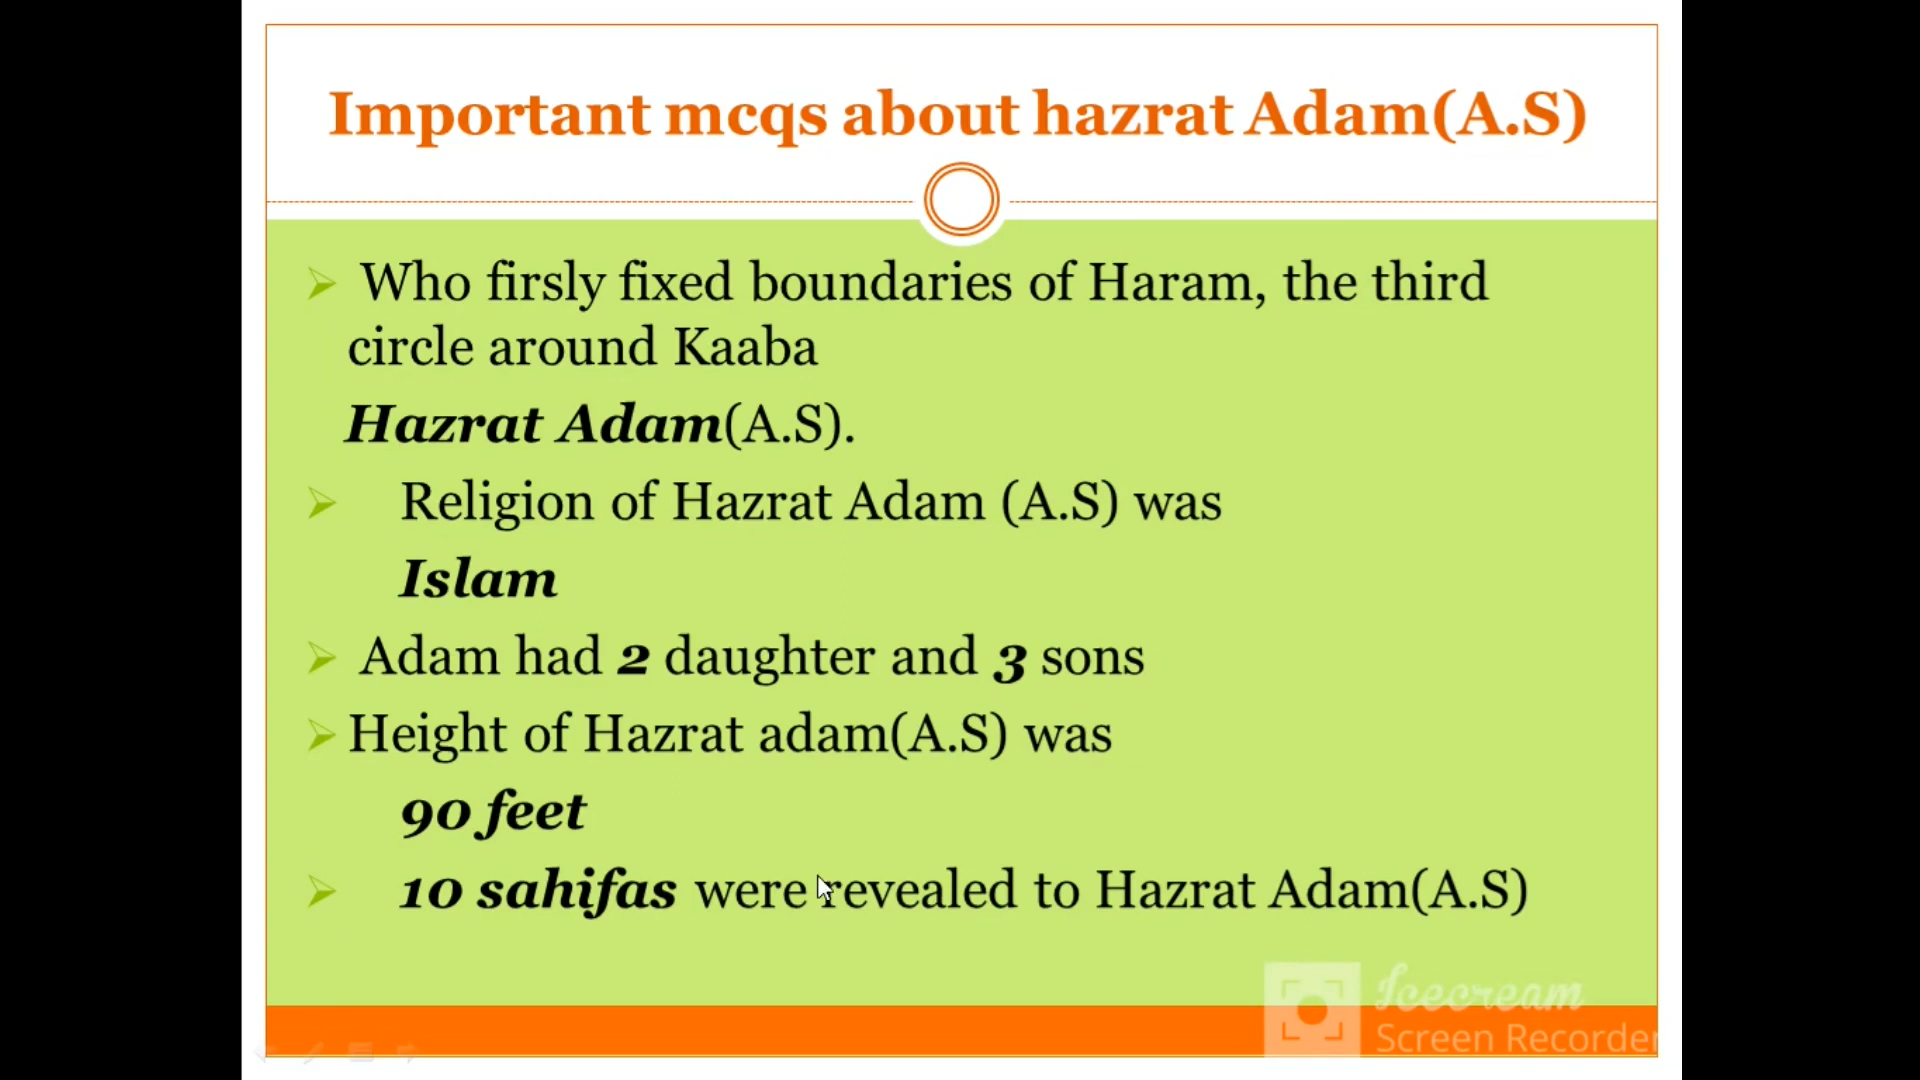 Important mcqs about hazrat Adam(A.S)
Who firsly fixed boundaries of Haram, the third
circle around Kaaba
Hazrat Adam(A.S).
Religion of Hazrat Adam (A.S) was
Islam
Adam had 2 daughter and 3 sons
Height of Hazrat adam(A.S) was
90 feet
10 sahifas were revealed to Hazrat Adam(A.S)
Icecream
Screen Recorder